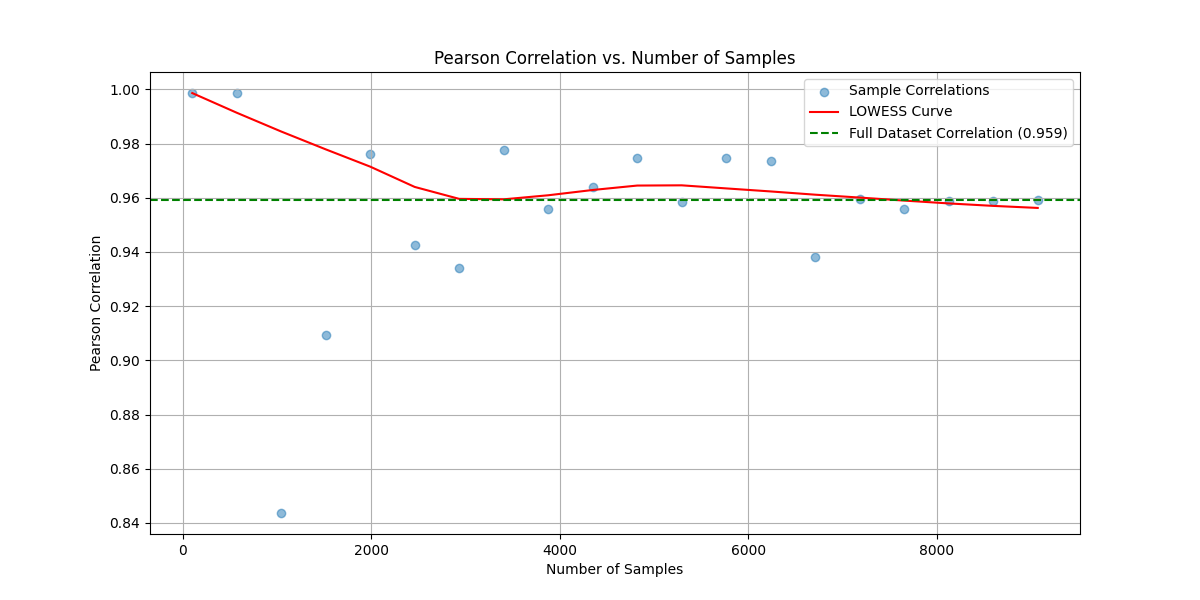 Pearson Correlation vs. Number of Samples
Sample Correlations
LOWESS Curve
Full Dataset Correlation (0.959)
Pearson Correlation
1.00
0.98
0.96
0.94
0.92
0.90
0.88
0.86
0.84
0
2000
4000
6000
8000
Number of Samples